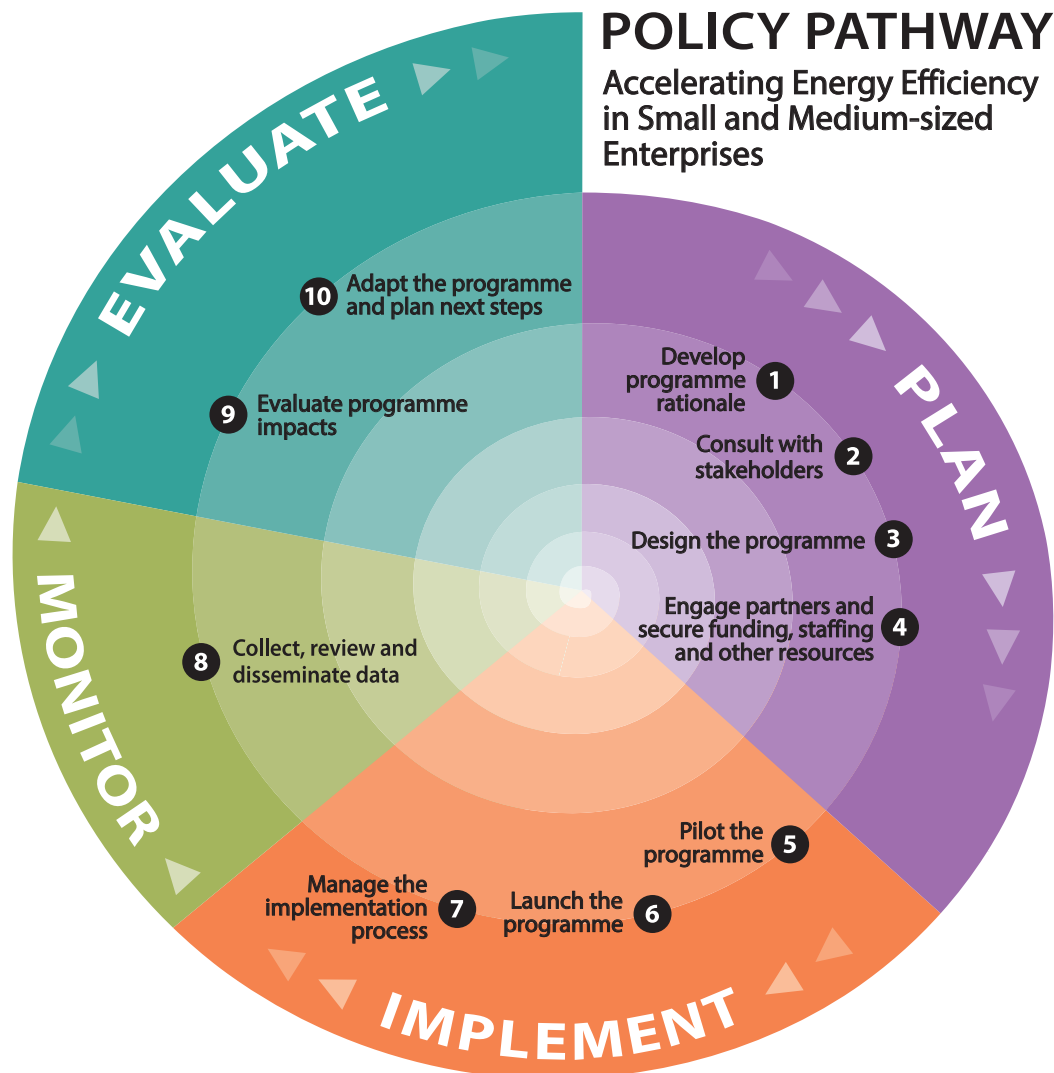 POLICY PATHWAY
Accelerating Energy Efficiency
in Small and Medium-sized
Enterprises
PLAN
1
Develop
programme
rationale
2
Consult with
stakeholders
3
Design the programme
4
Engage partners and
secure funding, staffing
and other resources
IMPLEMENT
5
Pilot the
programme
6
Launch the
programme
7
Manage the
implementation
process
MONITOR
8
Collect, review and
disseminate data
EVALUATE
9
Evaluate programme
impacts
10
Adapt the programme
and plan next steps